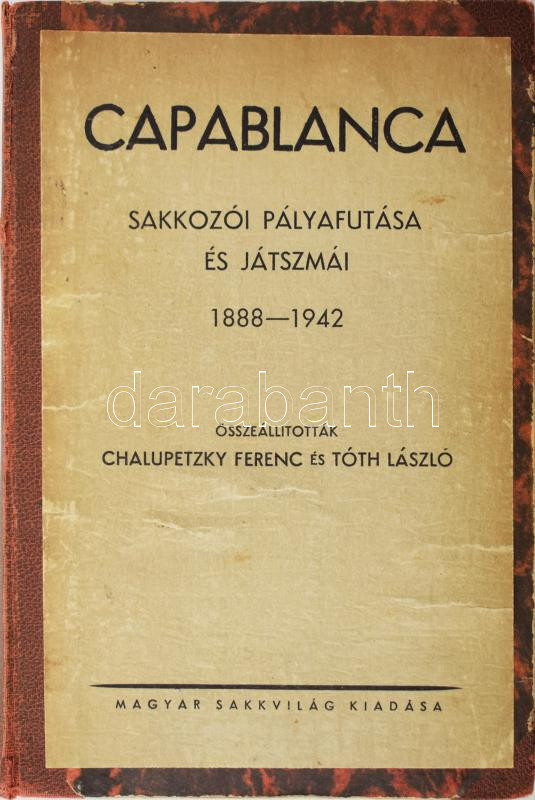 CAPABLANCA
SAKKOZÓI PÁLYAFUTÁSA
ÉS JÁTSZMÁI
1888—1942
darabanth
ÖSSZEÁLLITOTTÁK
CHALUPETZKY FERENC ÉS TÓTH LÁSZLÓ
MAGYAR SAKKVILÁG KIADÁSA